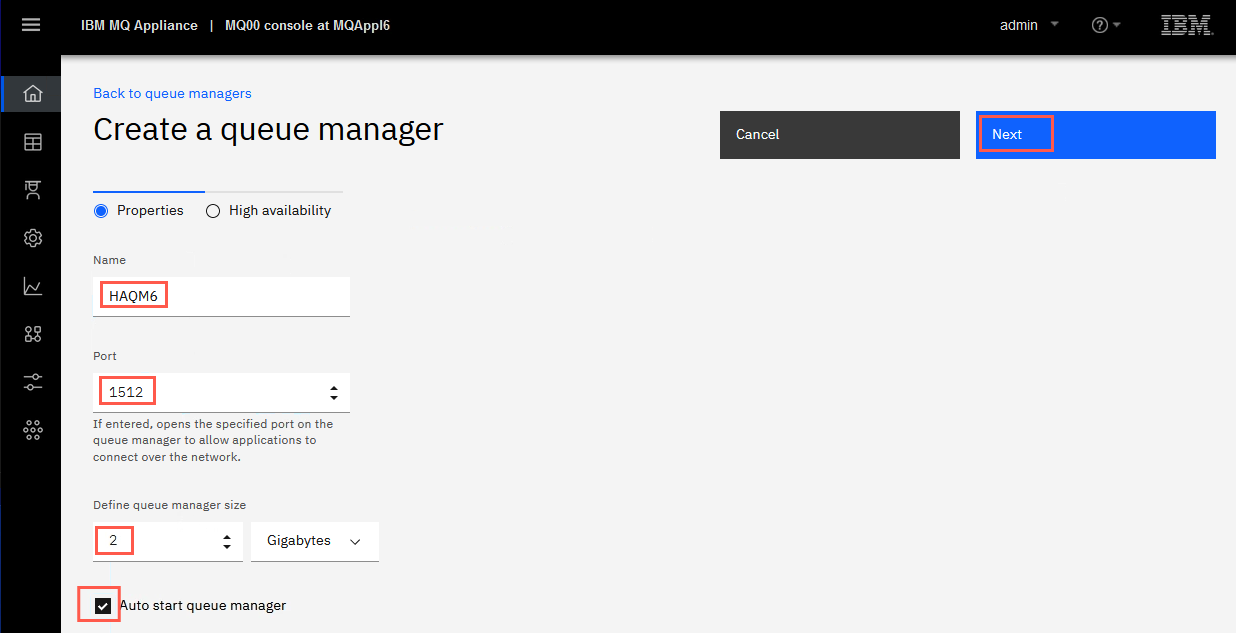 IBM MQ Appliance | MQ00 console at MQAppl6
admin
IBM
Back to queue managers
Create a queue manager
Cancel
Next
Properties
High availability
Name
HAQM6
Port
1512
If entered, opens the specified port on the
queue manager to allow applications to
connect over the network.
Define queue manager size
2
Gigabytes
Auto start queue manager